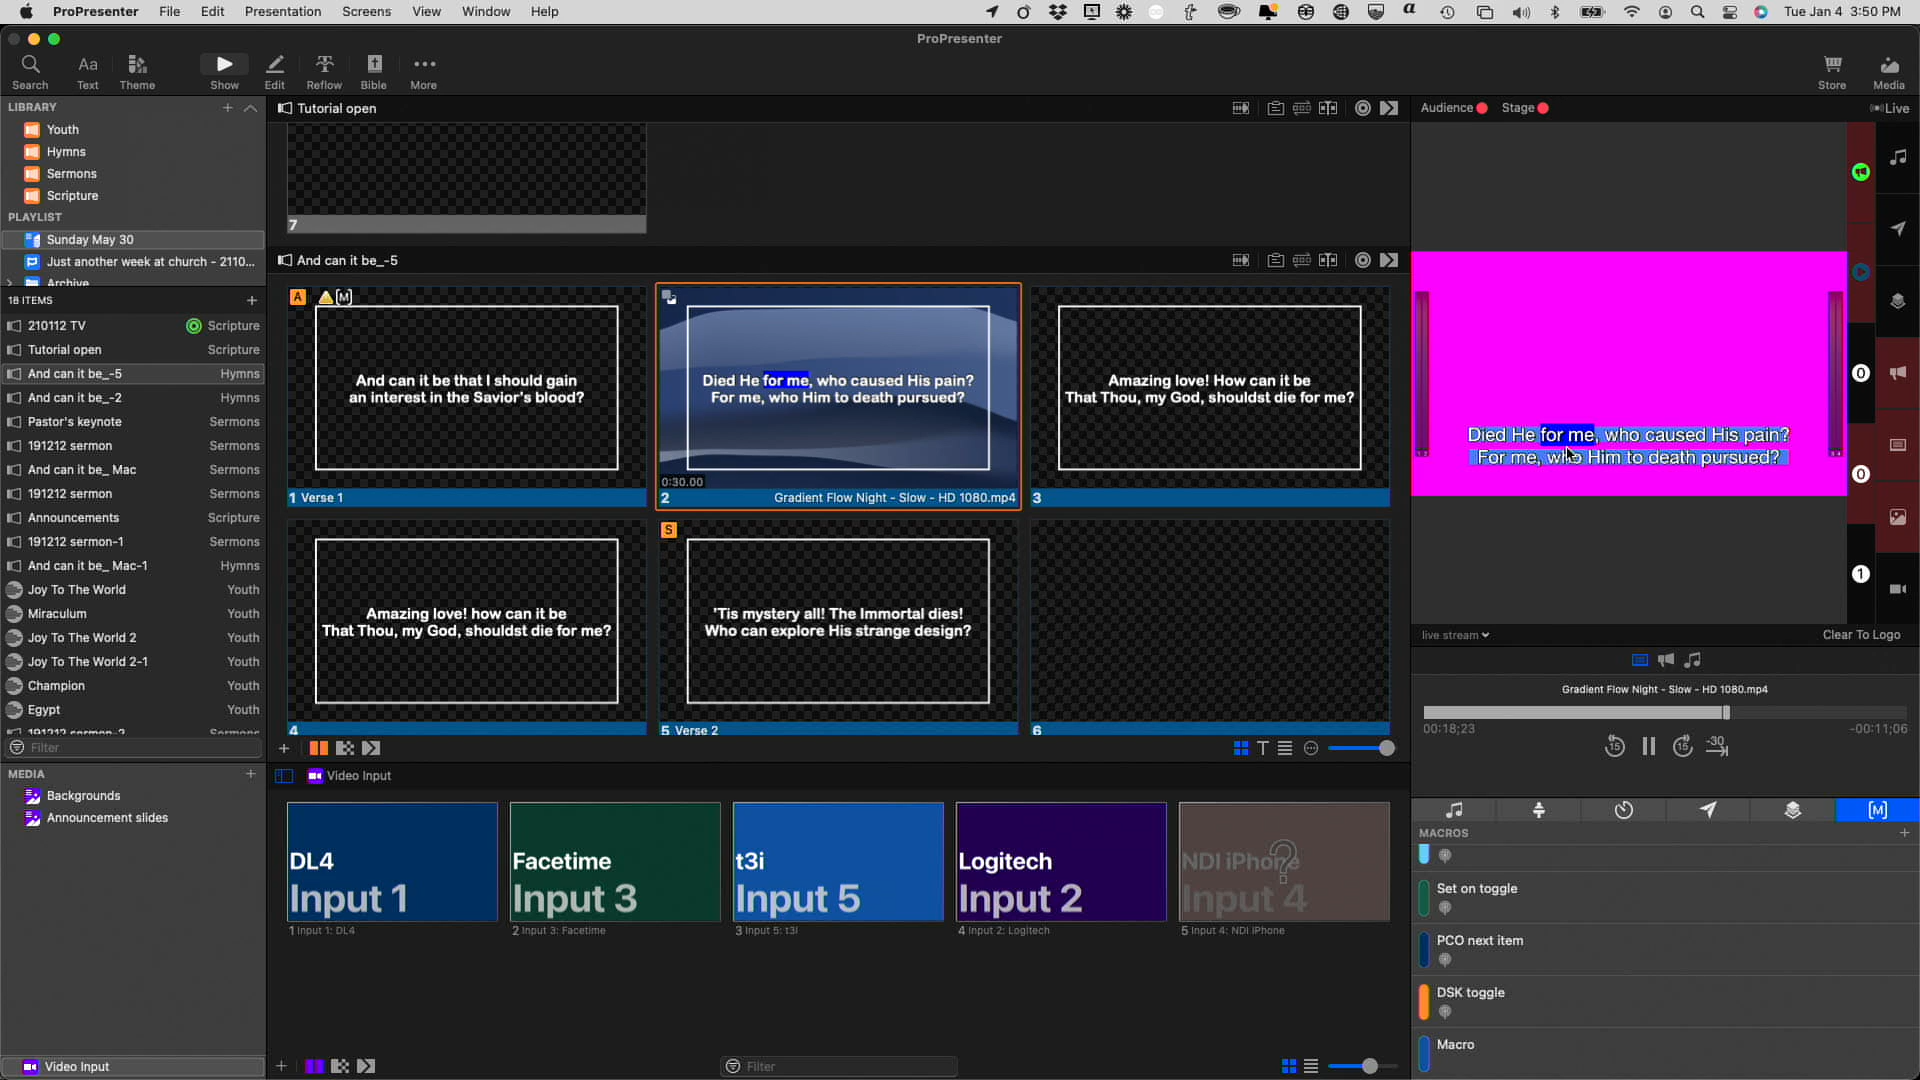 ProPresenter File Edit Presentation Screens View Window Help
Tue Jan 4 3:50 PM
ProPresenter
Search Text Theme Show Edit Reflow Bible More Store Media
LIBRARY
Youth
Hymns
Sermons
Scripture
PLAYLIST
Sunday May 30
Just another week at church - 2110...
Archive
18 ITEMS
210112 TV Scripture
Tutorial open Scripture
And can it be_-5 Hymns
And can it be_-2 Hymns
Pastor's keynote Sermons
191212 sermon Sermons
And can it be_ Mac Sermons
191212 sermon Sermons
Announcements Scripture
191212 sermon-1 Sermons
And can it be_ Mac-1 Hymns
Joy To The World Youth
Miraculum Youth
Joy To The World 2 Youth
Joy To The World 2-1 Youth
Champion Youth
Egypt Youth
191212 sermon-2 Sermons
Filter
MEDIA
Backgrounds
Announcement slides
Video Input
Tutorial open
7
And can it be_-5
A [M]
And can it be that I should gain
an interest in the Savior's blood?
1 Verse 1
Died He for me, who caused His pain?
For me, who Him to death pursued?
0:30.00
2 Gradient Flow Night - Slow - HD 1080.mp4
Amazing love! How can it be
That Thou, my God, shouldst die for me?
3
Amazing love! how can it be
That Thou, my God, shouldst die for me?
4
S
'Tis mystery all! The Immortal dies!
Who can explore His strange design?
5 Verse 2
6
Video Input
DL4
Input 1
1 Input 1: DL4
Facetime
Input 3
2 Input 3: Facetime
t3i
Input 5
3 Input 5: t3i
Logitech
Input 2
4 Input 2: Logitech
NDI iPhone
Input 4
5 Input 4: NDI iPhone
Filter
Audience Stage Live
Died He for me, who caused His pain?
For me, who Him to death pursued?
0
0
1
live stream Clear To Logo
Gradient Flow Night - Slow - HD 1080.mp4
00:18;23 -00:11;06
15 15 -30
[M]
MACROS
Set on toggle
PCO next item
DSK toggle
Macro